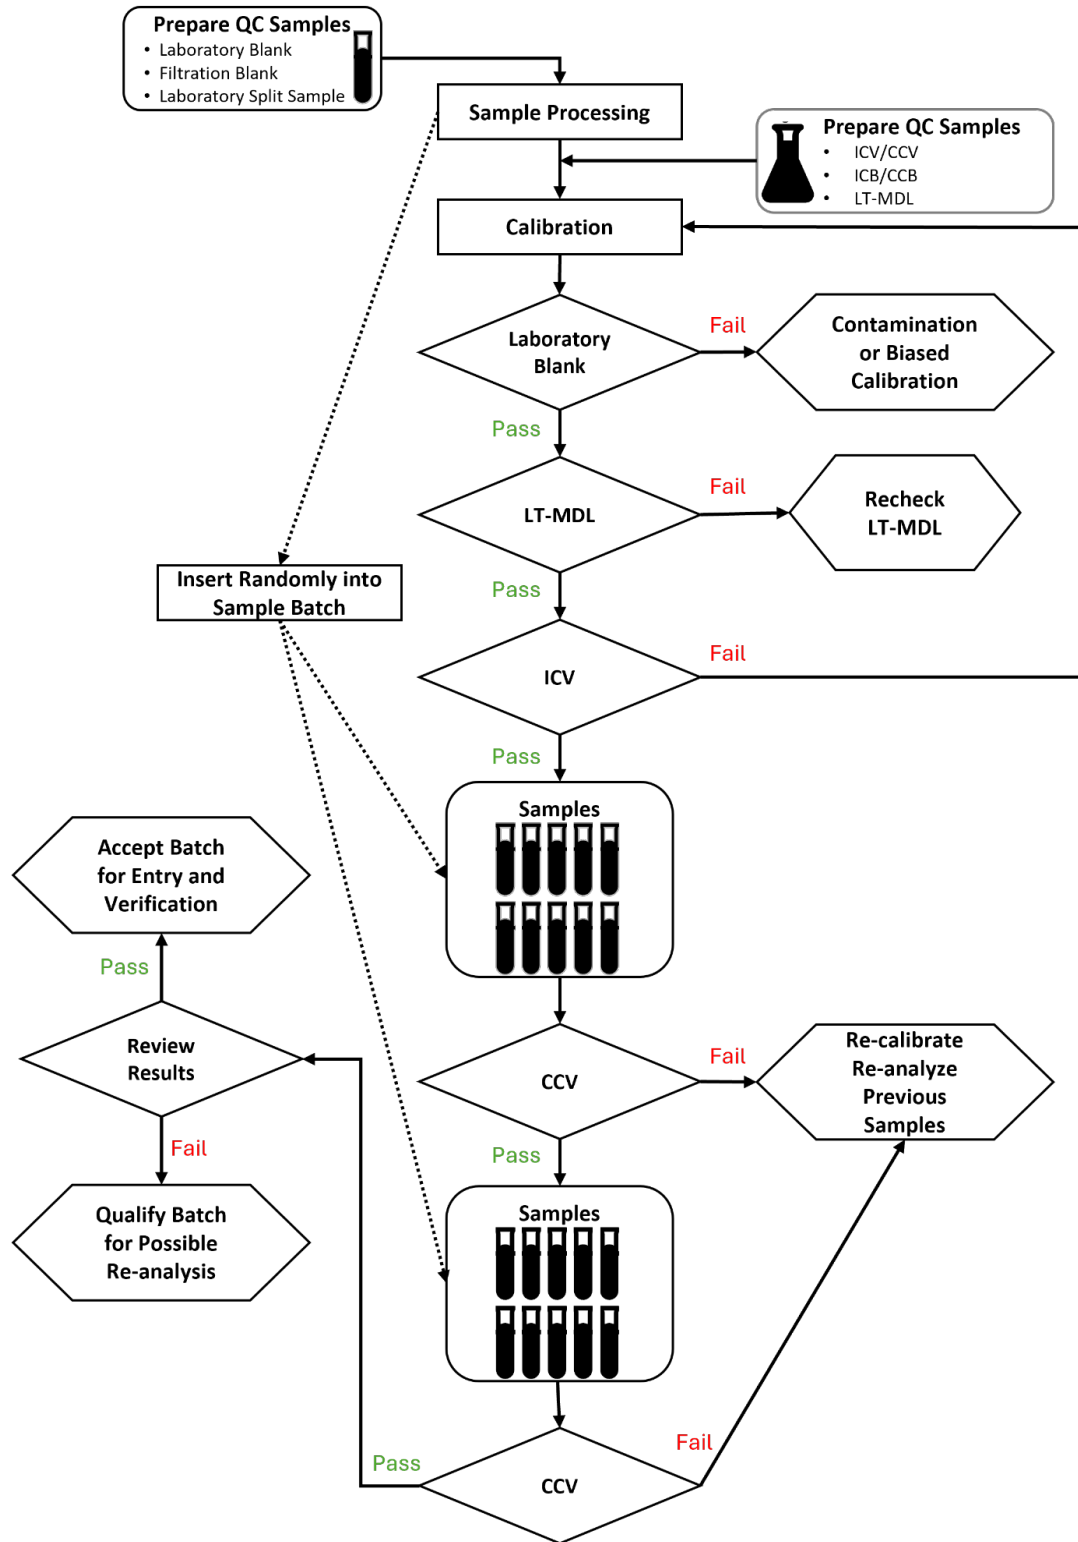 Prepare QC Samples
• Laboratory Blank
• Filtration Blank
• Laboratory Split Sample
Sample Processing
Prepare QC Samples
• ICV/CCV
• ICB/CCB
• LT-MDL
Calibration
Laboratory
Blank
Fail
Contamination
or Biased
Calibration
Pass
LT-MDL
Fail
Recheck
LT-MDL
Pass
Insert Randomly into
Sample Batch
ICV
Fail
Pass
Samples
Accept Batch
for Entry and
Verification
Pass
Review
Results
Fail
Qualify Batch
for Possible
Re-analysis
CCV
Fail
Re-calibrate
Re-analyze
Previous
Samples
Pass
Samples
CCV
Fail
Pass